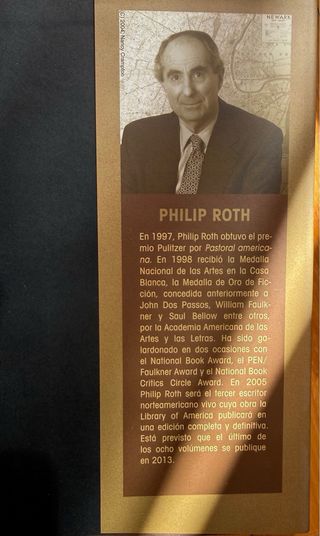 (c) 2004) Nancy Crampton
NEWARK
PHILIP ROTH
En 1997, Philip Roth obtuvo el pre-
mio Pulitzer por Pastoral america-
na. En 1998 recibió la Medalla
Nacional de las Artes en la Casa
Blanca, la Medalla de Oro de Fic-
ción, concedida anteriormente a
John Dos Passos, William Faulk-
ner y Saul Bellow entre otros,
por la Academia Americana de las
Artes y las Letras. Ha sido ga-
lardonado en dos ocasiones con
el National Book Award, el PEN/
Faulkner Award y el National Book
Critics Circle Award. En 2005
Philip Roth será el tercer escritor
norteamericano vivo cuya obra la
Library of America publicará en
una edición completa y definitiva.
Está previsto que el último de
los ocho volúmenes se publique
en 2013.